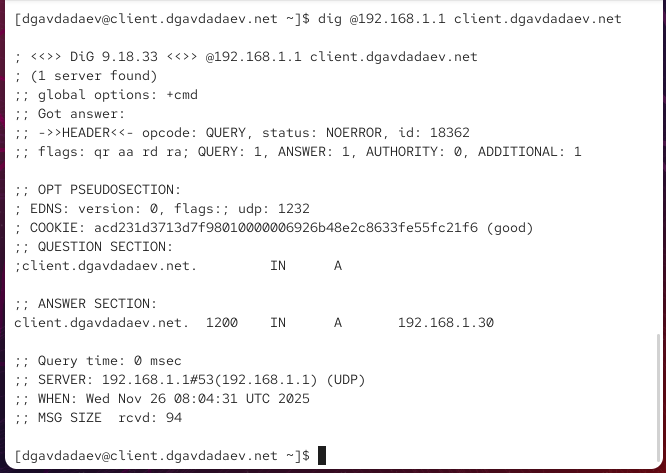 [dgavdadaev@client.dgavdadaev.net ~]$ dig @192.168.1.1 client.dgavdadaev.net
; <<>> DiG 9.18.33 <<>> @192.168.1.1 client.dgavdadaev.net
; (1 server found)
;; global options: +cmd
;; Got answer:
;; ->>HEADER<<- opcode: QUERY, status: NOERROR, id: 18362
;; flags: qr aa rd ra; QUERY: 1, ANSWER: 1, AUTHORITY: 0, ADDITIONAL: 1
;; OPT PSEUDOSECTION:
; EDNS: version: 0, flags:; udp: 1232
; COOKIE: acd231d3713d7f98010000006926b48e2c8633fe55fc21f6 (good)
;; QUESTION SECTION:
;client.dgavdadaev.net. IN A
;; ANSWER SECTION:
client.dgavdadaev.net. 1200 IN A 192.168.1.30
;; Query time: 0 msec
;; SERVER: 192.168.1.1#53(192.168.1.1) (UDP)
;; WHEN: Wed Nov 26 08:04:31 UTC 2025
;; MSG SIZE rcvd: 94
[dgavdadaev@client.dgavdadaev.net ~]$